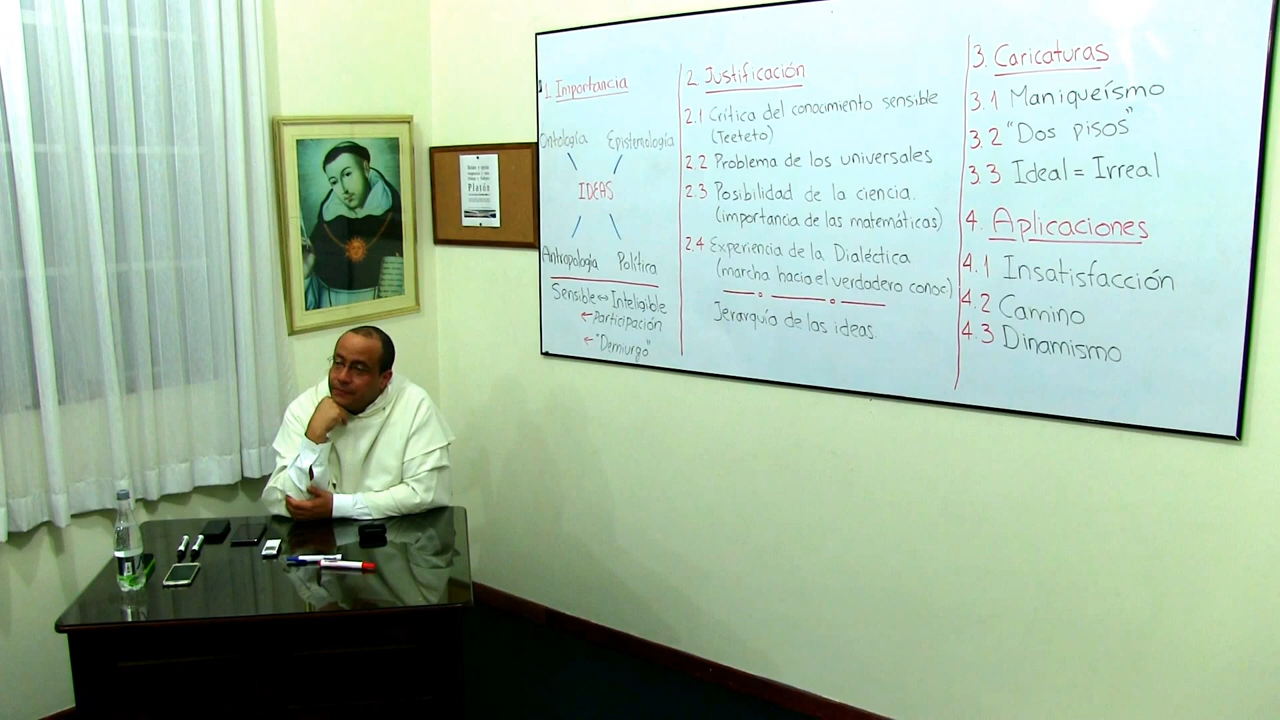 Platón
1. Importancia
Ontología Epistemología
IDEAS
Antropología Política
Sensible ↔ Inteligible
← Participación
← "Demiurgo"
2. Justificación
2.1 Crítica del conocimiento sensible
(Teeteto)
2.2 Problema de los universales
2.3 Posibilidad de la ciencia.
(importancia de las matemáticas)
2.4 Experiencia de la Dialéctica
(marcha hacia el verdadero conoc)
Jerarquía de las ideas.
3. Caricaturas
3.1 Maniqueísmo
3.2 "Dos pisos"
3.3 Ideal = Irreal
4. Aplicaciones
4.1 Insatisfacción
4.2 Camino
4.3 Dinamismo